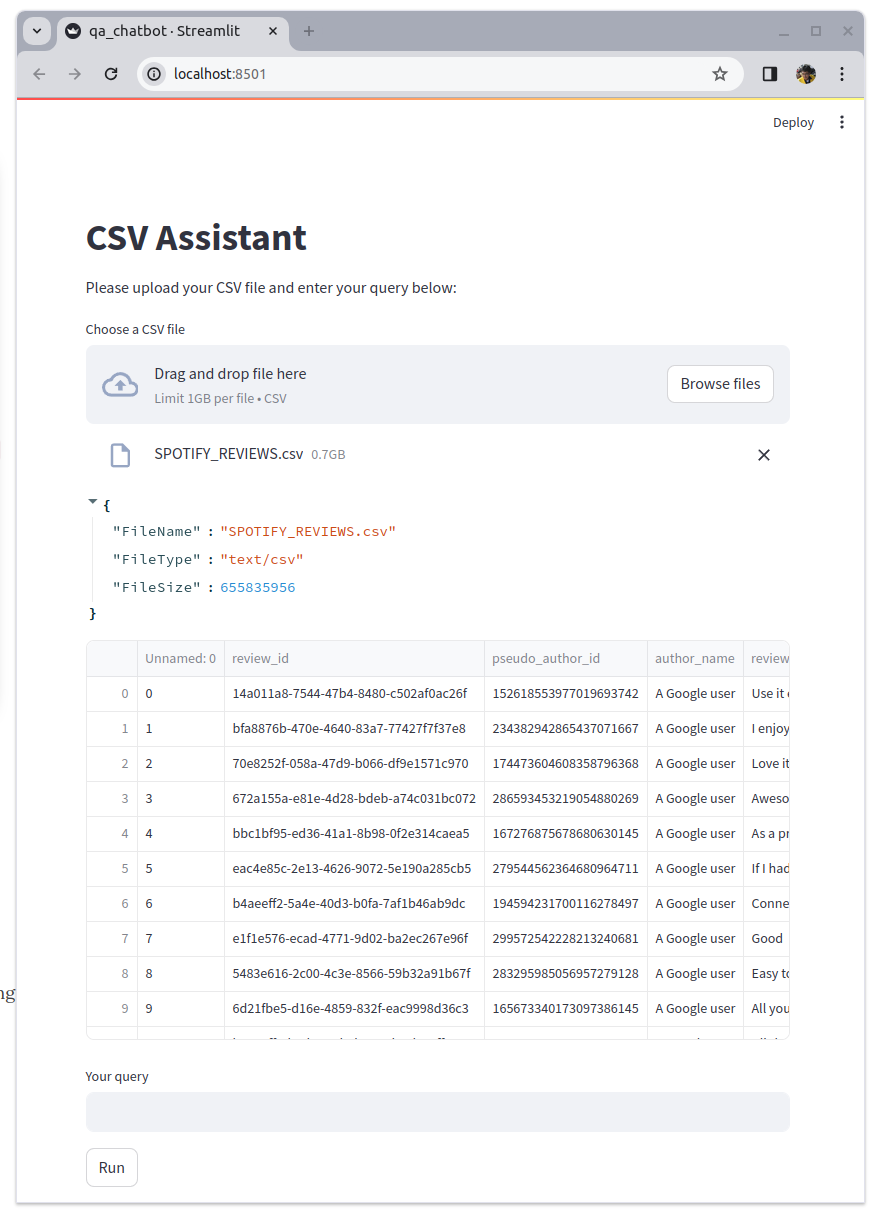 qa_chatbot · Streamlit
localhost:8501
Deploy
CSV Assistant
Please upload your CSV file and enter your query below:
Choose a CSV file
Drag and drop file here
Limit 1GB per file • CSV
Browse files
SPOTIFY_REVIEWS.csv 0.7GB
{
"FileName" : "SPOTIFY_REVIEWS.csv"
"FileType" : "text/csv"
"FileSize" : 655835956
}
Unnamed: 0 review_id pseudo_author_id author_name review
0 0 14a011a8-7544-47b4-8480-c502af0ac26f 152618553977019693742 A Google user Use it
1 1 bfa8876b-470e-4640-83a7-77427f7f37e8 234382942865437071667 A Google user I enjoy
2 2 70e8252f-058a-47d9-b066-df9e1571c970 174473604608358796368 A Google user Love it
3 3 672a155a-e81e-4d28-bdeb-a74c031bc072 286593453219054880269 A Google user Aweso
4 4 bbc1bf95-ed36-41a1-8b98-0f2e314caea5 167276875678680630145 A Google user As a pr
5 5 eac4e85c-2e13-4626-9072-5e190a285cb5 279544562364680964711 A Google user If I had
6 6 b4aeeff2-5a4e-40d3-b0fa-7af1b46ab9dc 194594231700116278497 A Google user Conne
7 7 e1f1e576-ecad-4771-9d02-ba2ec267e96f 299572542228213240681 A Google user Good
8 8 5483e616-2c00-4c3e-8566-59b32a91b67f 283295985056957279128 A Google user Easy to
9 9 6d21fbe5-d16e-4859-832f-eac9998d36c3 165673340173097386145 A Google user All you
ng
Your query
Run